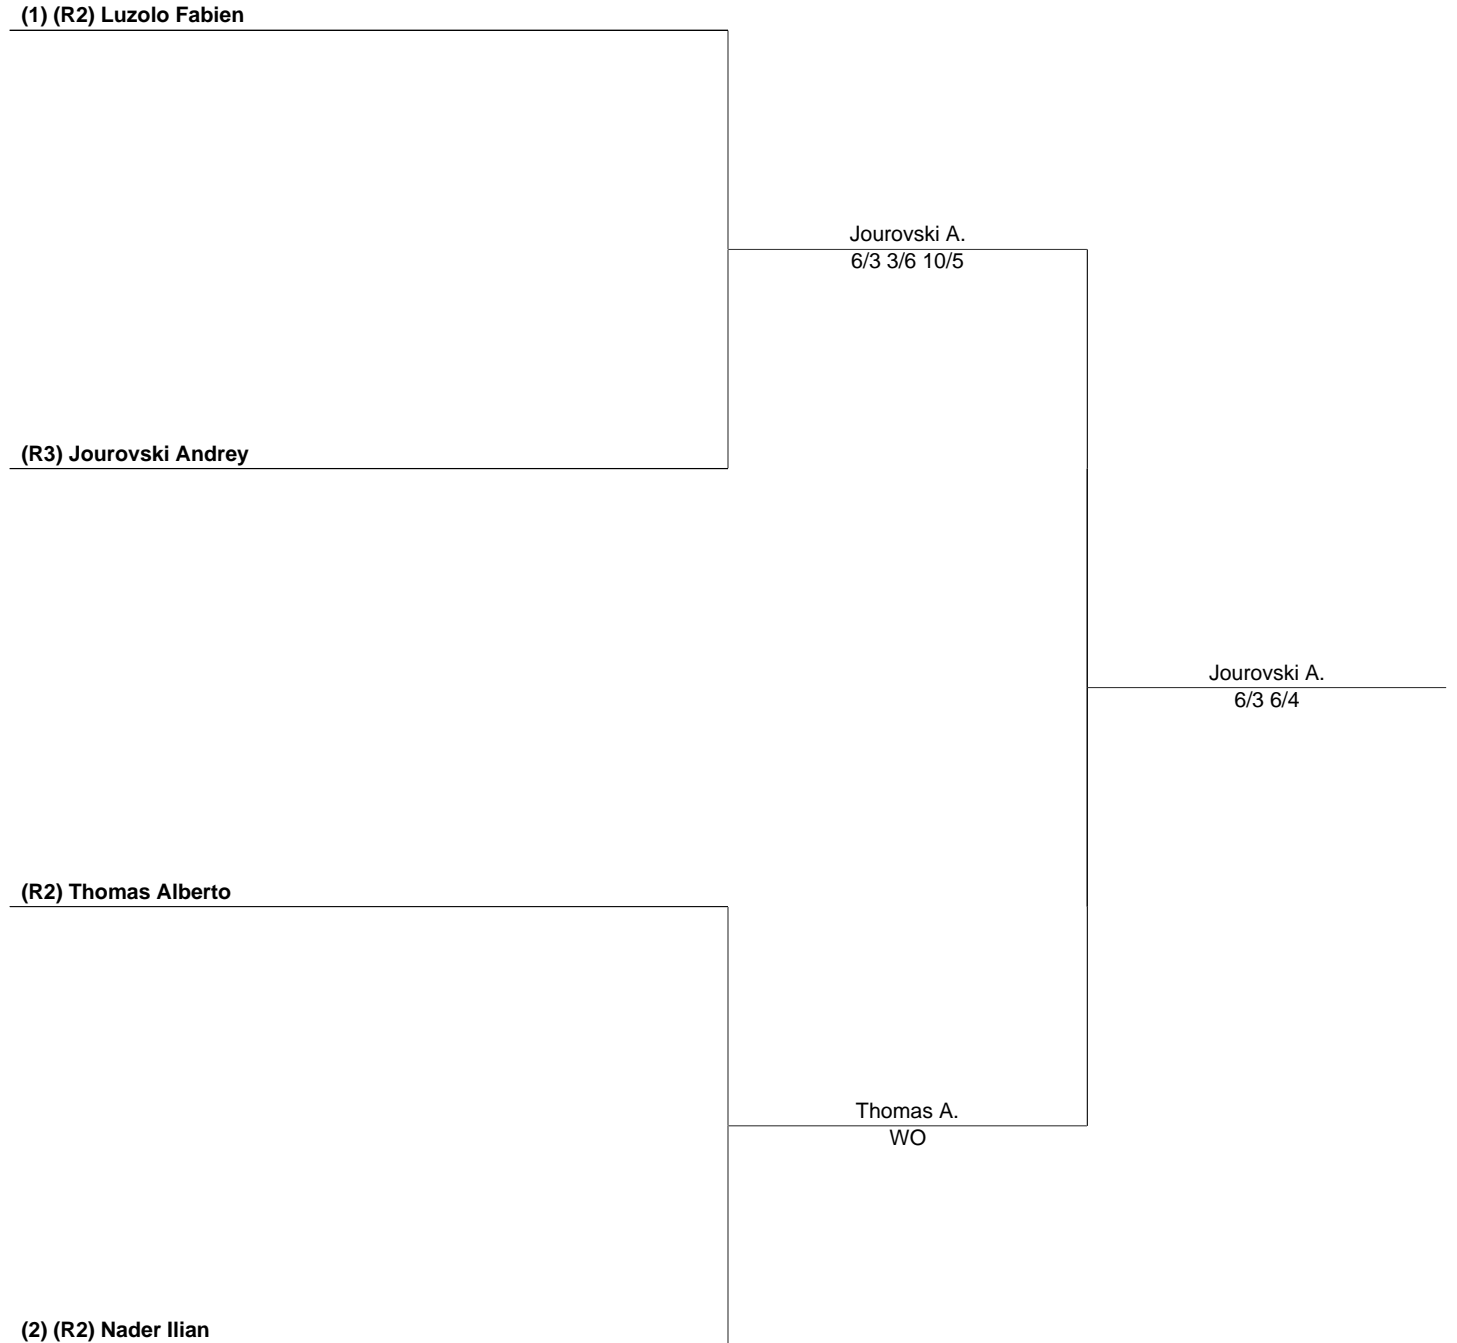 (1) (R2) Luzolo Fabien
Jourovski A.
6/3 3/6 10/5
(R3) Jourovski Andrey
Jourovski A.
6/3 6/4
(R2) Thomas Alberto
Thomas A.
WO
(2) (R2) Nader Ilian